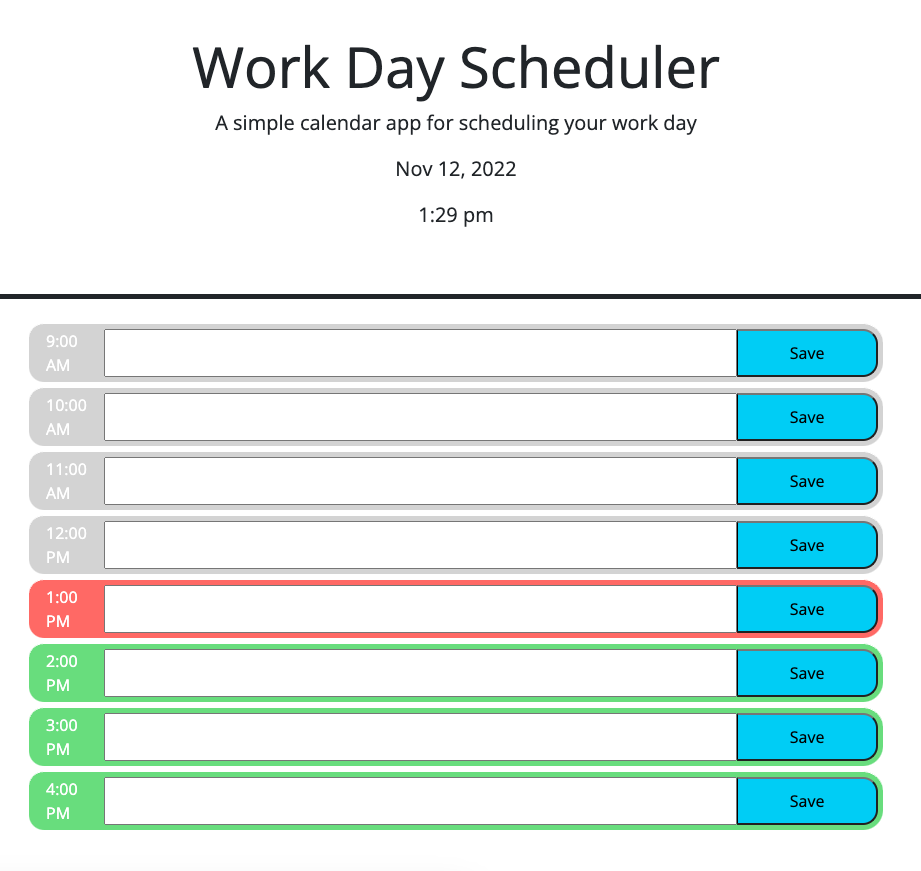 Work Day Scheduler
A simple calendar app for scheduling your work day
Nov 12, 2022
1:29 pm
9:00
AM
Save
10:00
AM
Save
11:00
AM
Save
12:00
PM
Save
1:00
PM
Save
2:00
PM
Save
3:00
PM
Save
4:00
PM
Save